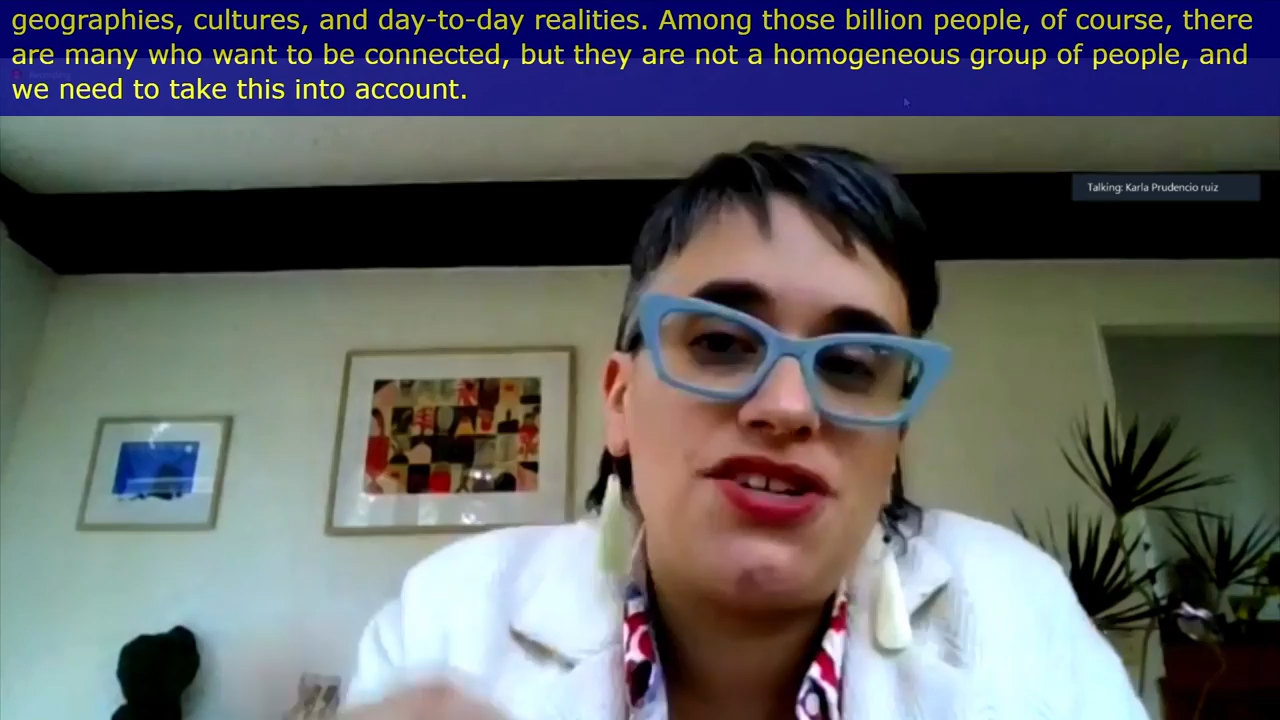 geographies, cultures, and day-to-day realities. Among those billion people, of course, there
are many who want to be connected, but they are not a homogeneous group of people, and
we need to take this into account.
Talking: Karla Prudencio ruiz